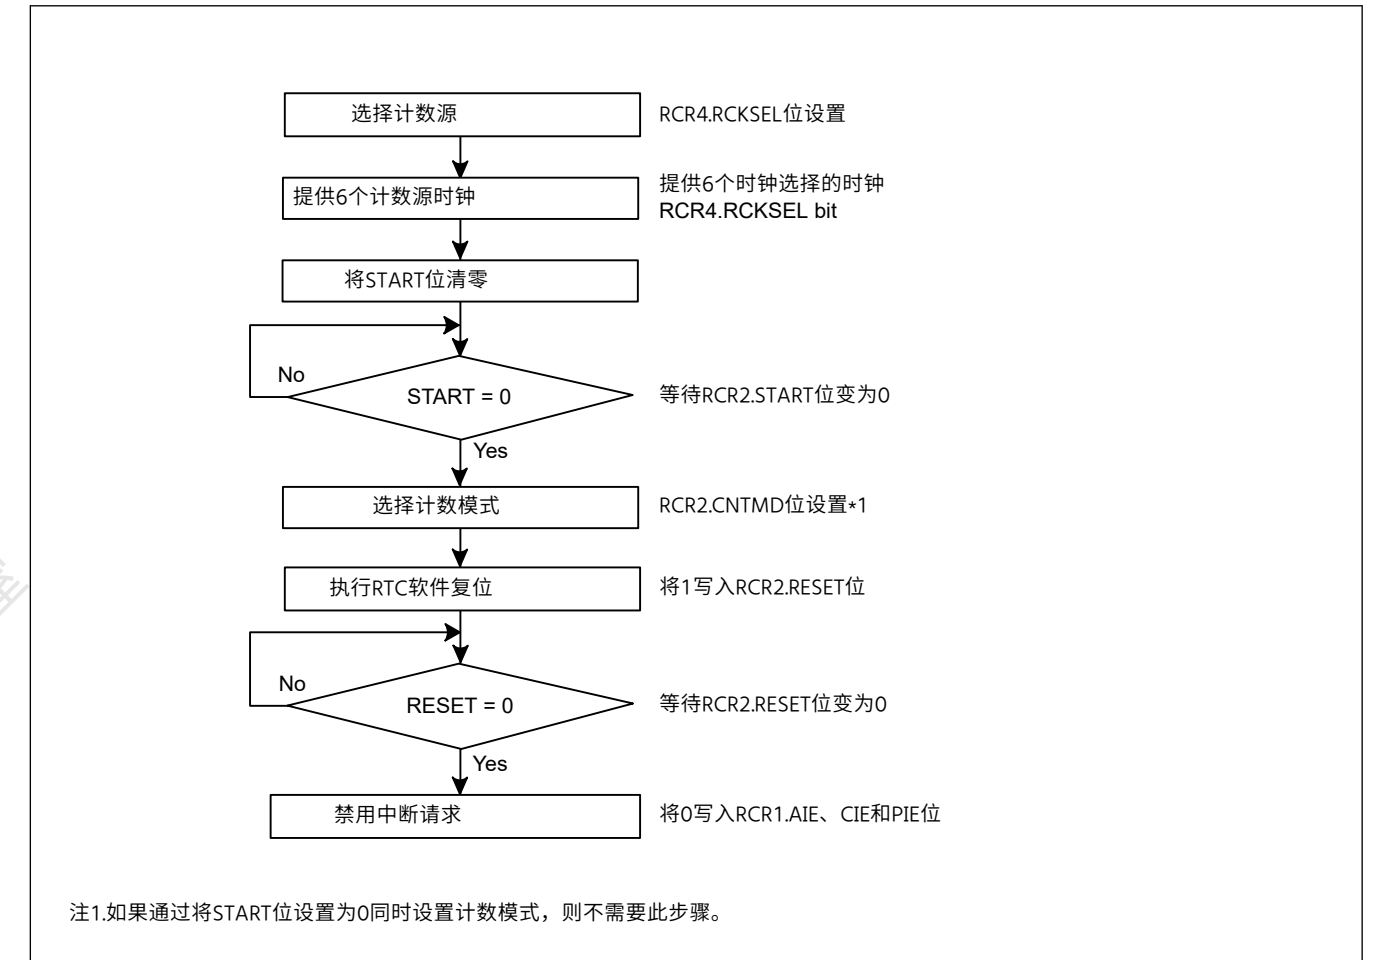 选择计数源 RCR4.RCKSEL位设置
提供6个计数源时钟 提供6个时钟选择的时钟
RCR4.RCKSEL bit
将START位清零
No
START = 0 等待RCR2.START位变为0
Yes
选择计数模式 RCR2.CNTMD位设置*1
执行RTC软件复位 将1写入RCR2.RESET位
No
RESET = 0 等待RCR2.RESET位变为0
Yes
禁用中断请求 将0写入RCR1.AIE、CIE和PIE位
注1.如果通过将START位设置为0同时设置计数模式，则不需要此步骤。